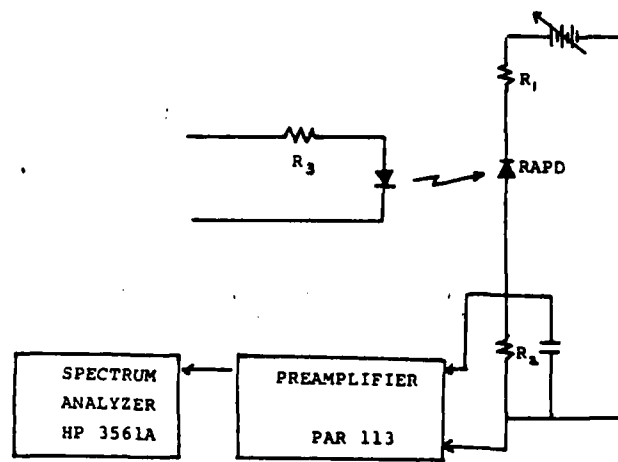 R₁
R₃
RAPD
R₂
SPECTRUM
ANALYZER
HP 3561A
PREAMPLIFIER
PAR 113